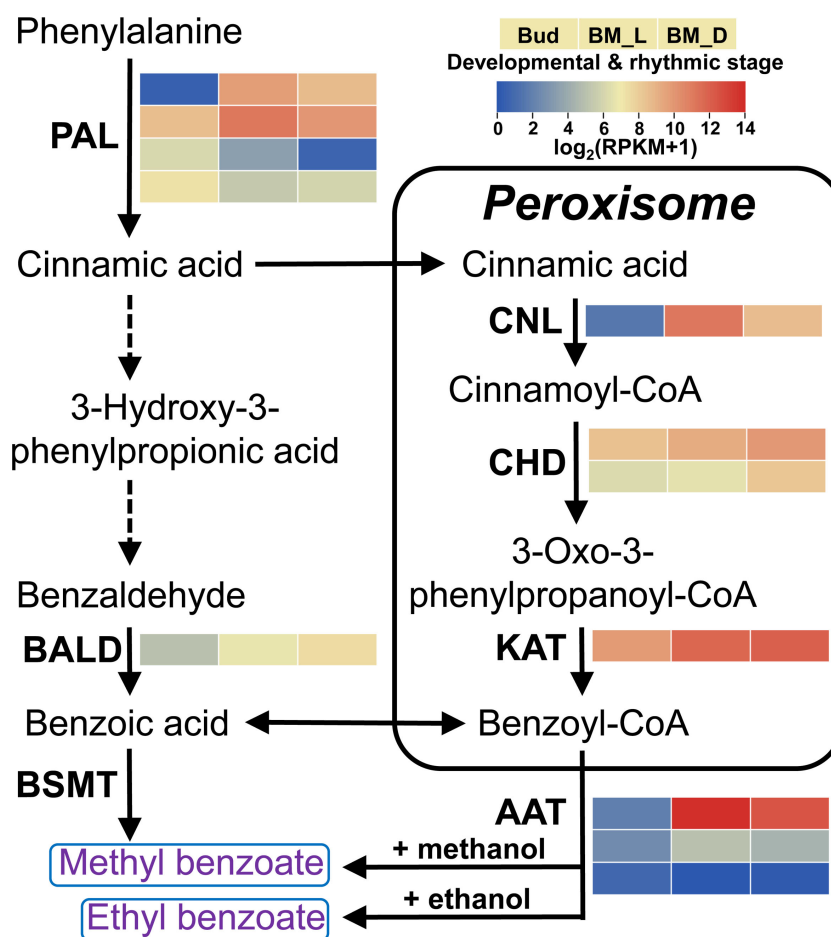 Phenylalanine
Bud BM_L BM_D
Developmental & rhythmic stage
0 2 4 6 8 10 12 14
log₂(RPKM+1)
PAL
Peroxisome
Cinnamic acid
Cinnamic acid
CNL
3-Hydroxy-3-
phenylpropionic acid
Cinnamoyl-CoA
CHD
3-Oxo-3-
phenylpropanoyl-CoA
Benzaldehyde
BALD
KAT
Benzoic acid
Benzoyl-CoA
BSMT
AAT
Methyl benzoate
+ methanol
Ethyl benzoate
+ ethanol